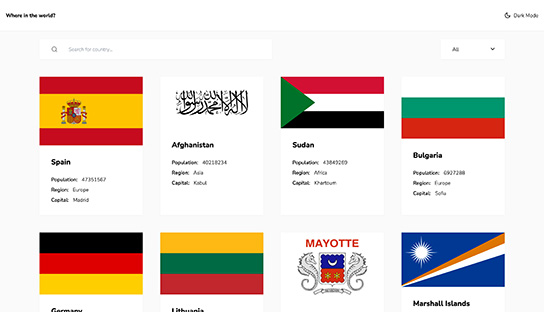 Where in the world?
Dark Mode
Search for country...
All
Spain
Population: 47351567
Region: Europe
Capital: Madrid
Afghanistan
Population: 40218234
Region: Asia
Capital: Kabul
Sudan
Population: 43849269
Region: Africa
Capital: Khartoum
Bulgaria
Population: 6927288
Region: Europe
Capital: Sofia
لا إله إلا الله محمد رسول الله
MAYOTTE
Germany
Lithuania
Marshall Islands